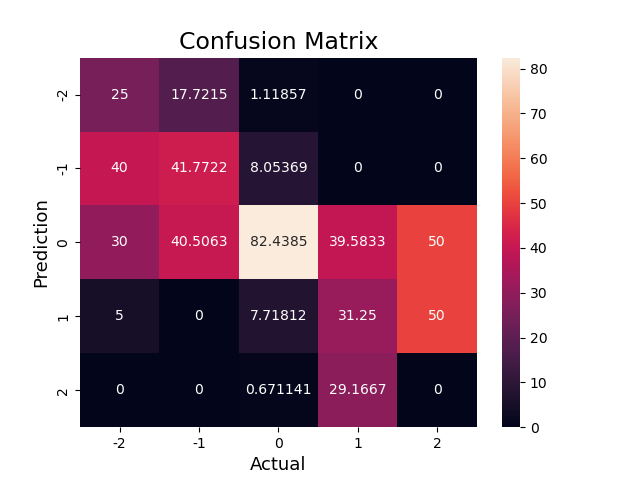 Confusion Matrix
-2 25 17.7215 1.11857 0 0
-1 40 41.7722 8.05369 0 0
0 30 40.5063 82.4385 39.5833 50
1 5 0 7.71812 31.25 50
2 0 0 0.671141 29.1667 0
-2 -1 0 1 2
Actual
Prediction
80
70
60
50
40
30
20
10
0